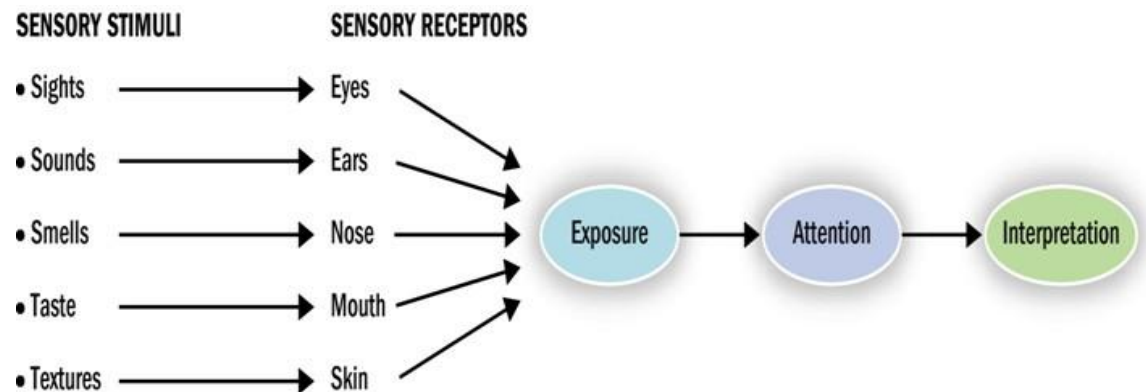 SENSORY STIMULI SENSORY RECEPTORS
• Sights Eyes
• Sounds Ears
• Smells Nose
• Taste Mouth
• Textures Skin
Exposure Attention Interpretation